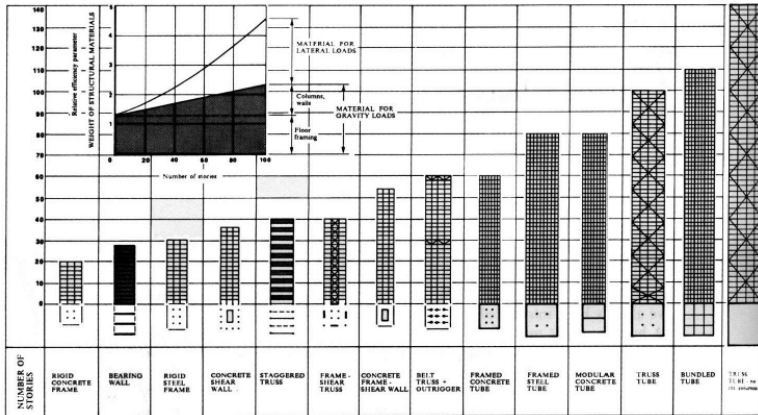 140
130
120
110
100
90
80
70
60
50
40
30
20
10
0
NUMBER OF
STORIES
Relative efficiency parameter
WEIGHT OF STRUCTURAL MATERIALS
5
4
3
2
1
0 20 40 60 80 100
Number of stories
MATERIAL FOR
LATERAL LOADS
Columns,
walls
MATERIAL FOR
GRAVITY LOADS
Floor
framing
RIGID
CONCRETE
FRAME
BEARING
WALL
RIGID
STEEL
FRAME
CONCRETE
SHEAR
WALL
STAGGERED
TRUSS
FRAME -
SHEAR
TRUSS
CONCRETE
FRAME -
SHEAR WALL
BELT
TRUSS +
OUTRIGGER
FRAMED
CONCRETE
TUBE
FRAMED
STEEL
TUBE
MODULAR
CONCRETE
TUBE
TRUSS
TUBE
BUNDLED
TUBE